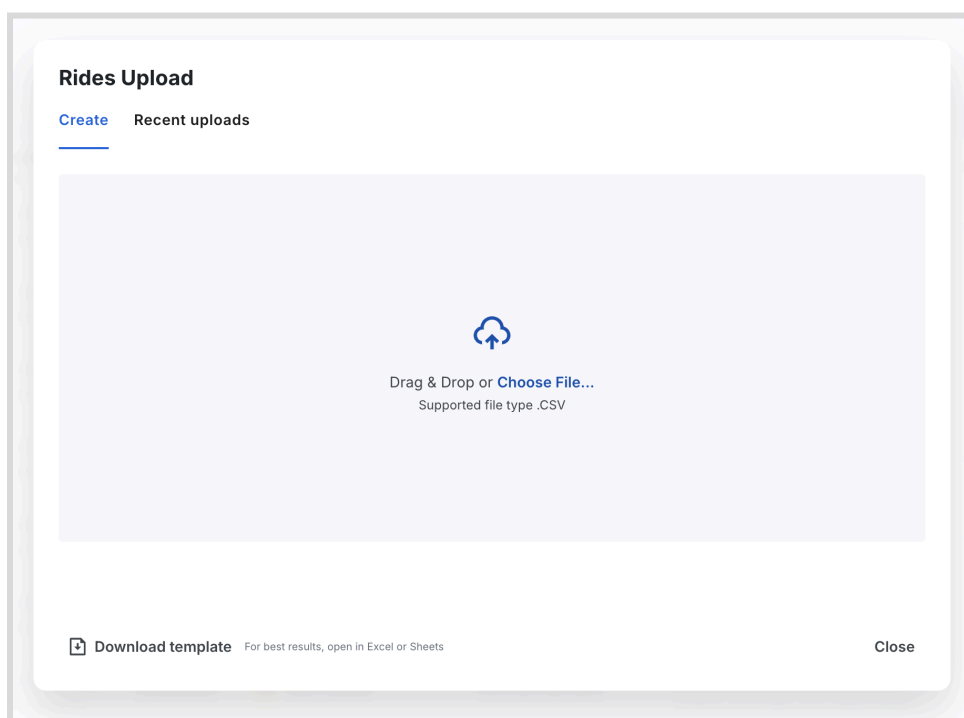 Rides Upload
Create Recent uploads
Drag & Drop or Choose File...
Supported file type .CSV
Download template For best results, open in Excel or Sheets Close